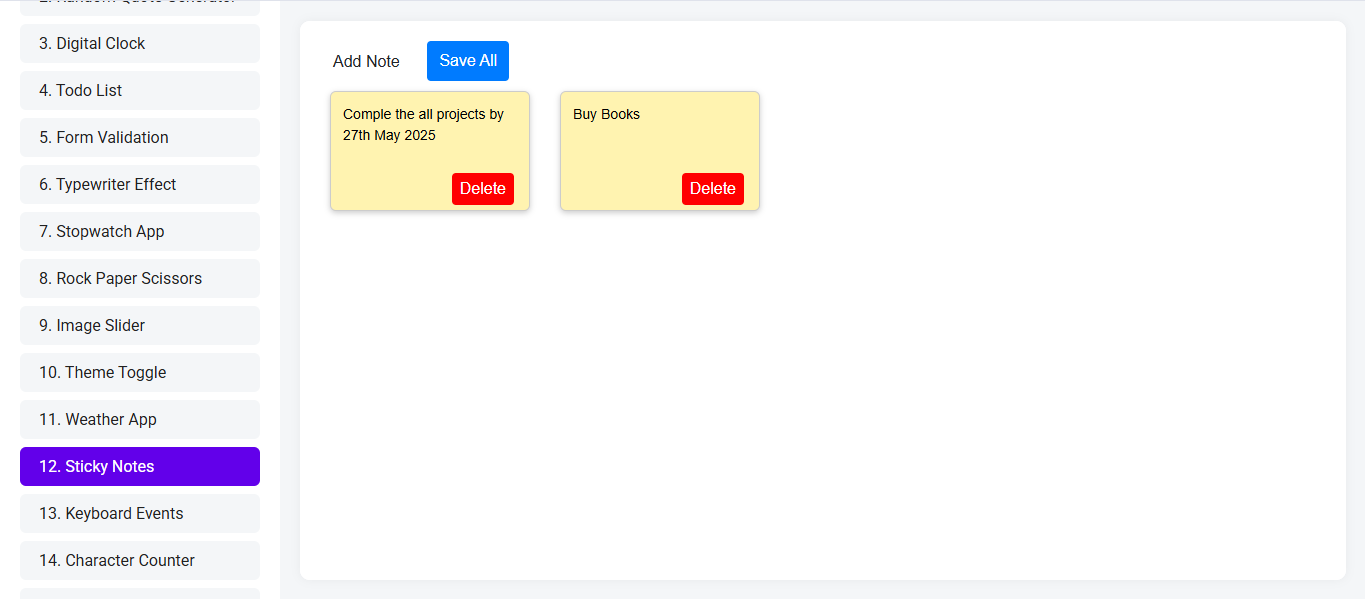 3. Digital Clock
4. Todo List
5. Form Validation
6. Typewriter Effect
7. Stopwatch App
8. Rock Paper Scissors
9. Image Slider
10. Theme Toggle
11. Weather App
12. Sticky Notes
13. Keyboard Events
14. Character Counter
Add Note
Save All
Comple the all projects by
27th May 2025
Delete
Buy Books
Delete